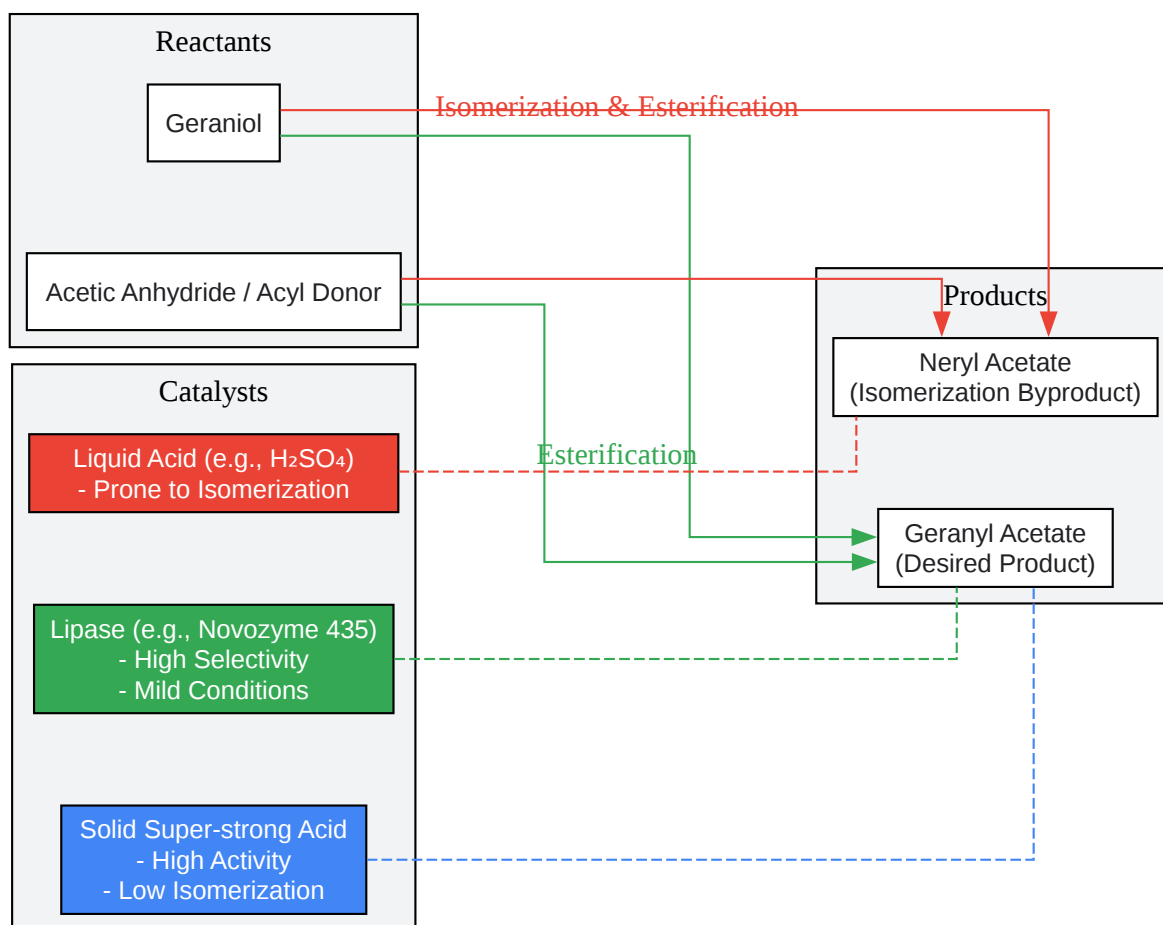 Reactants
Geraniol
Isomerization & Esterification
Acetic Anhydride / Acyl Donor
Products
Neryl Acetate
(Isomerization Byproduct)
Catalysts
Liquid Acid (e.g., H₂SO₄)
- Prone to Isomerization
Esterification
Geranyl Acetate
(Desired Product)
Lipase (e.g., Novozyme 435)
- High Selectivity
- Mild Conditions
Solid Super-strong Acid
- High Activity
- Low Isomerization